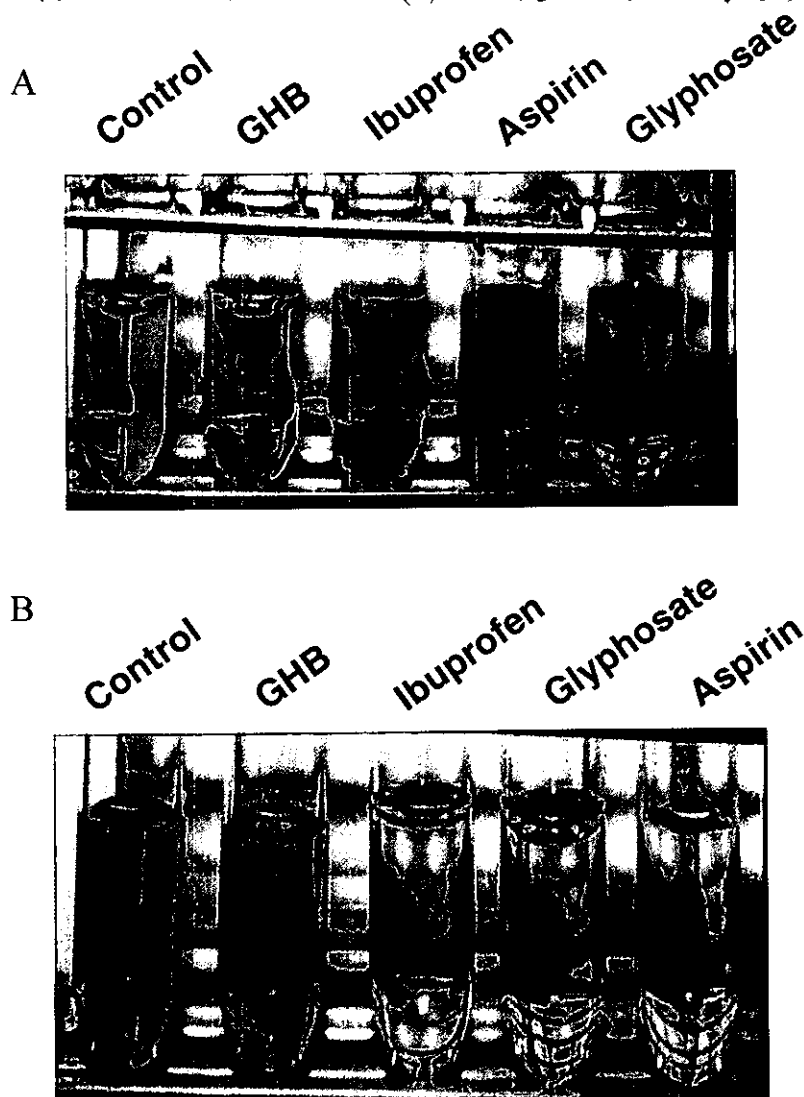 A
Control GHB Ibuprofen Aspirin Glyphosate
B
Control GHB Ibuprofen Glyphosate Aspirin